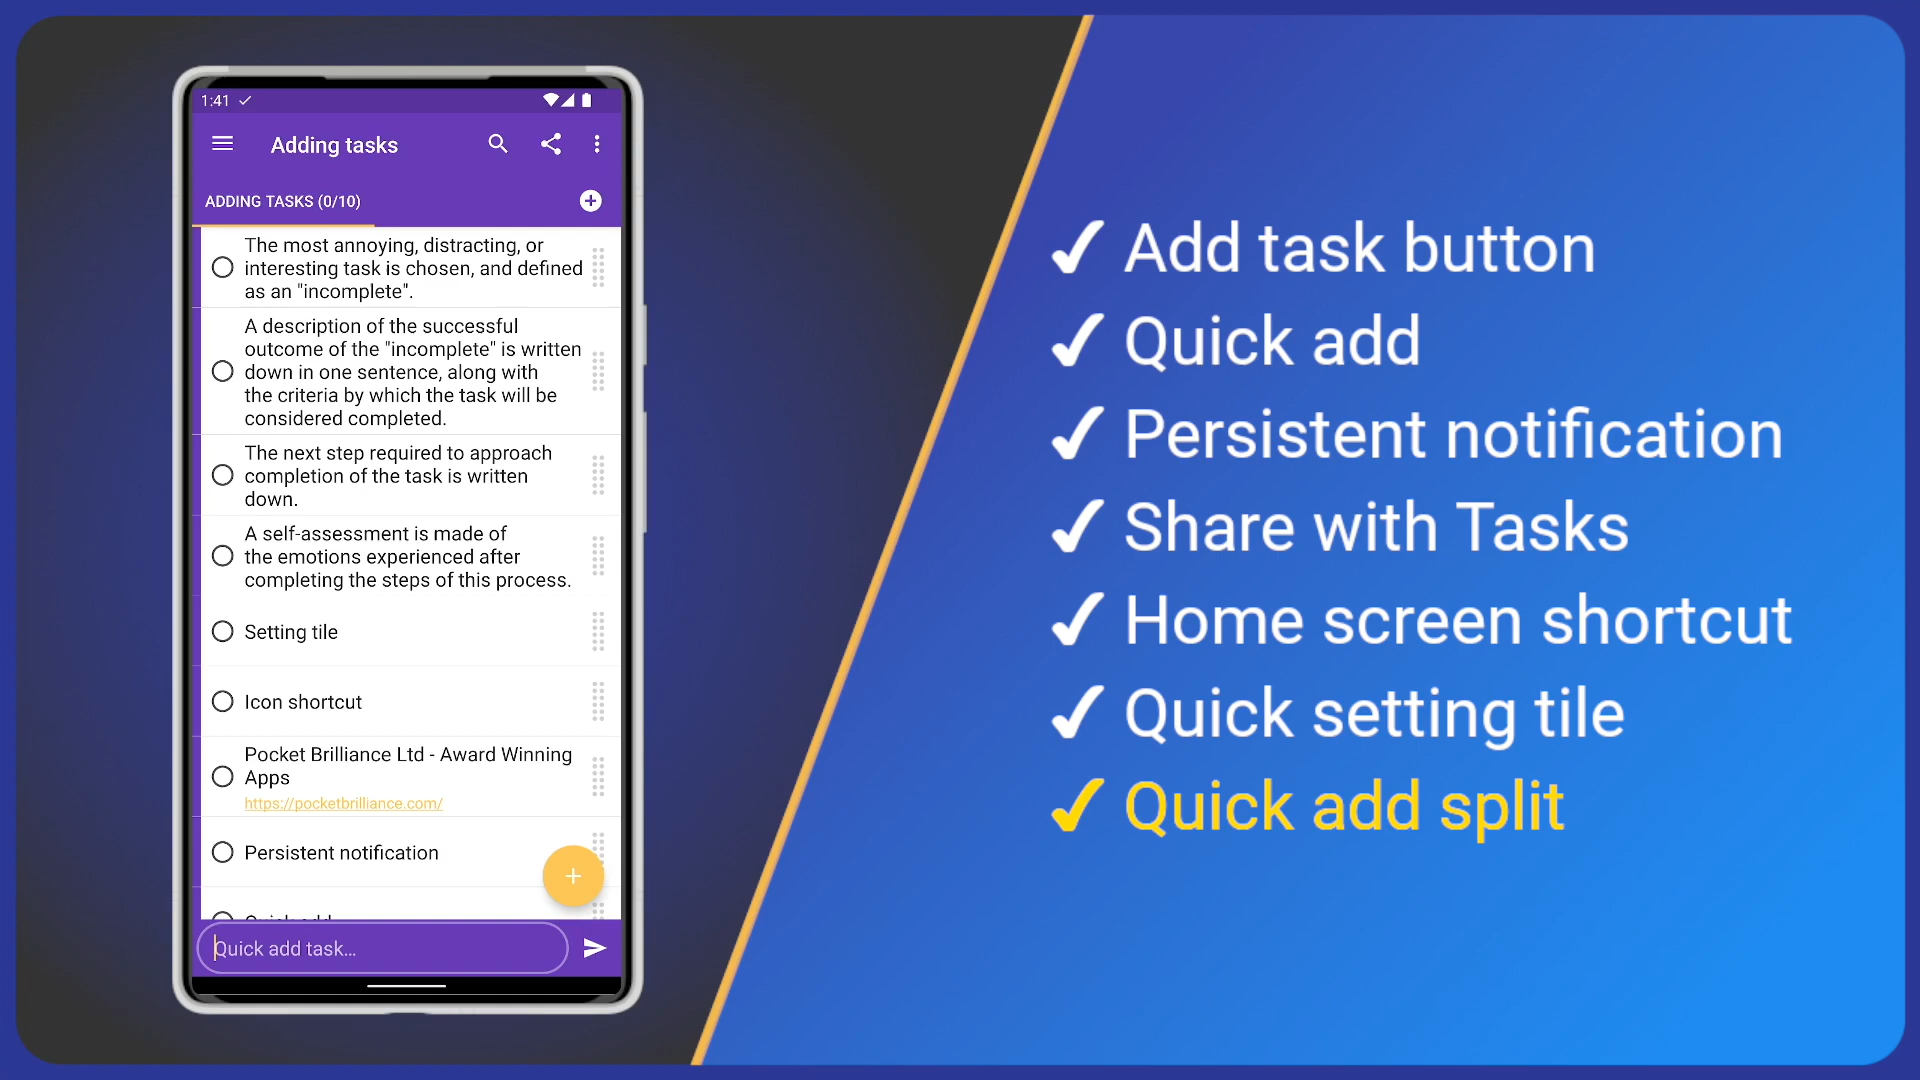 1:41
Adding tasks
ADDING TASKS (0/10)
The most annoying, distracting, or
interesting task is chosen, and defined
as an "incomplete".
A description of the successful
outcome of the "incomplete" is written
down in one sentence, along with
the criteria by which the task will be
considered completed.
The next step required to approach
completion of the task is written
down.
A self-assessment is made of
the emotions experienced after
completing the steps of this process.
Setting tile
Icon shortcut
Pocket Brilliance Ltd - Award Winning
Apps
https://pocketbrilliance.com/
Persistent notification
Quick add
Quick add task...
Add task button
Quick add
Persistent notification
Share with Tasks
Home screen shortcut
Quick setting tile
Quick add split